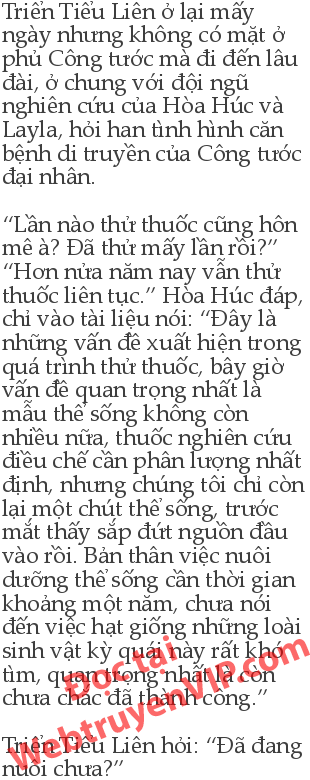 Triển Tiểu Liên ở lại mấy
ngày nhưng không có mặt ở
phủ Công tước mà đi đến lâu
đài, ở chung với đội ngũ
nghiên cứu của Hòa Húc và
Layla, hỏi han tình hình căn
bệnh di truyền của Công tước
đại nhân.

“Lần nào thử thuốc cũng hôn
mê à? Đã thử mấy lần rồi?”
“Hơn nửa năm nay vẫn thử
thuốc liên tục.” Hòa Húc đáp,
chỉ vào tài liệu nói: “Đây là
những vấn đề xuất hiện trong
quá trình thử thuốc, bây giờ
vấn đề quan trọng nhất là
mẫu thể sống không còn
nhiều nữa, thuốc nghiên cứu
điều chế cần phân lượng nhất
định, nhưng chúng tôi chỉ còn
lại một chút thể sống, trước
mắt thấy sắp đứt nguồn đầu
vào rồi. Bản thân việc nuôi
dưỡng thể sống cần thời gian
khoảng một năm, chưa nói
đến việc hạt giống những loài
sinh vật kỳ quái này rất khó
tìm, quan trọng nhất là còn
chưa chắc đã thành công.”

Triển Tiểu Liên hỏi: “Đã đang
nuôi chưa?”
Đọc tại
WebtruyenVIP.com